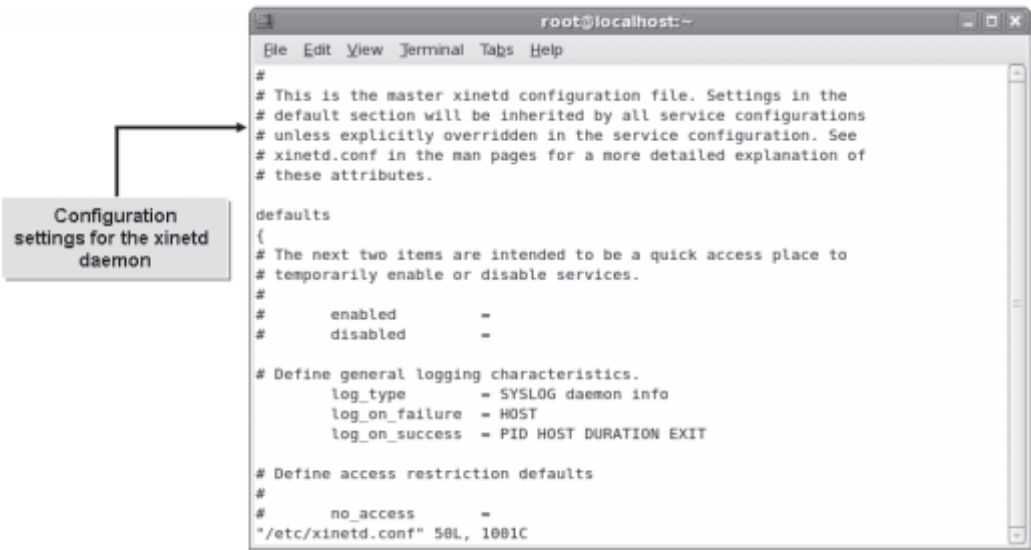 root@localhost:~
File Edit View Terminal Tabs Help
#
# This is the master xinetd configuration file. Settings in the
# default section will be inherited by all service configurations
# unless explicitly overridden in the service configuration. See
# xinetd.conf in the man pages for a more detailed explanation of
# these attributes.
defaults
{
# The next two items are intended to be a quick access place to
# temporarily enable or disable services.
#
#       enabled         =
#       disabled        =
# Define general logging characteristics.
        log_type        = SYSLOG daemon info
        log_on_failure  = HOST
        log_on_success  = PID HOST DURATION EXIT
# Define access restriction defaults
#
#       no_access       =
"/etc/xinetd.conf" 50L, 1001C
Configuration
settings for the xinetd
daemon